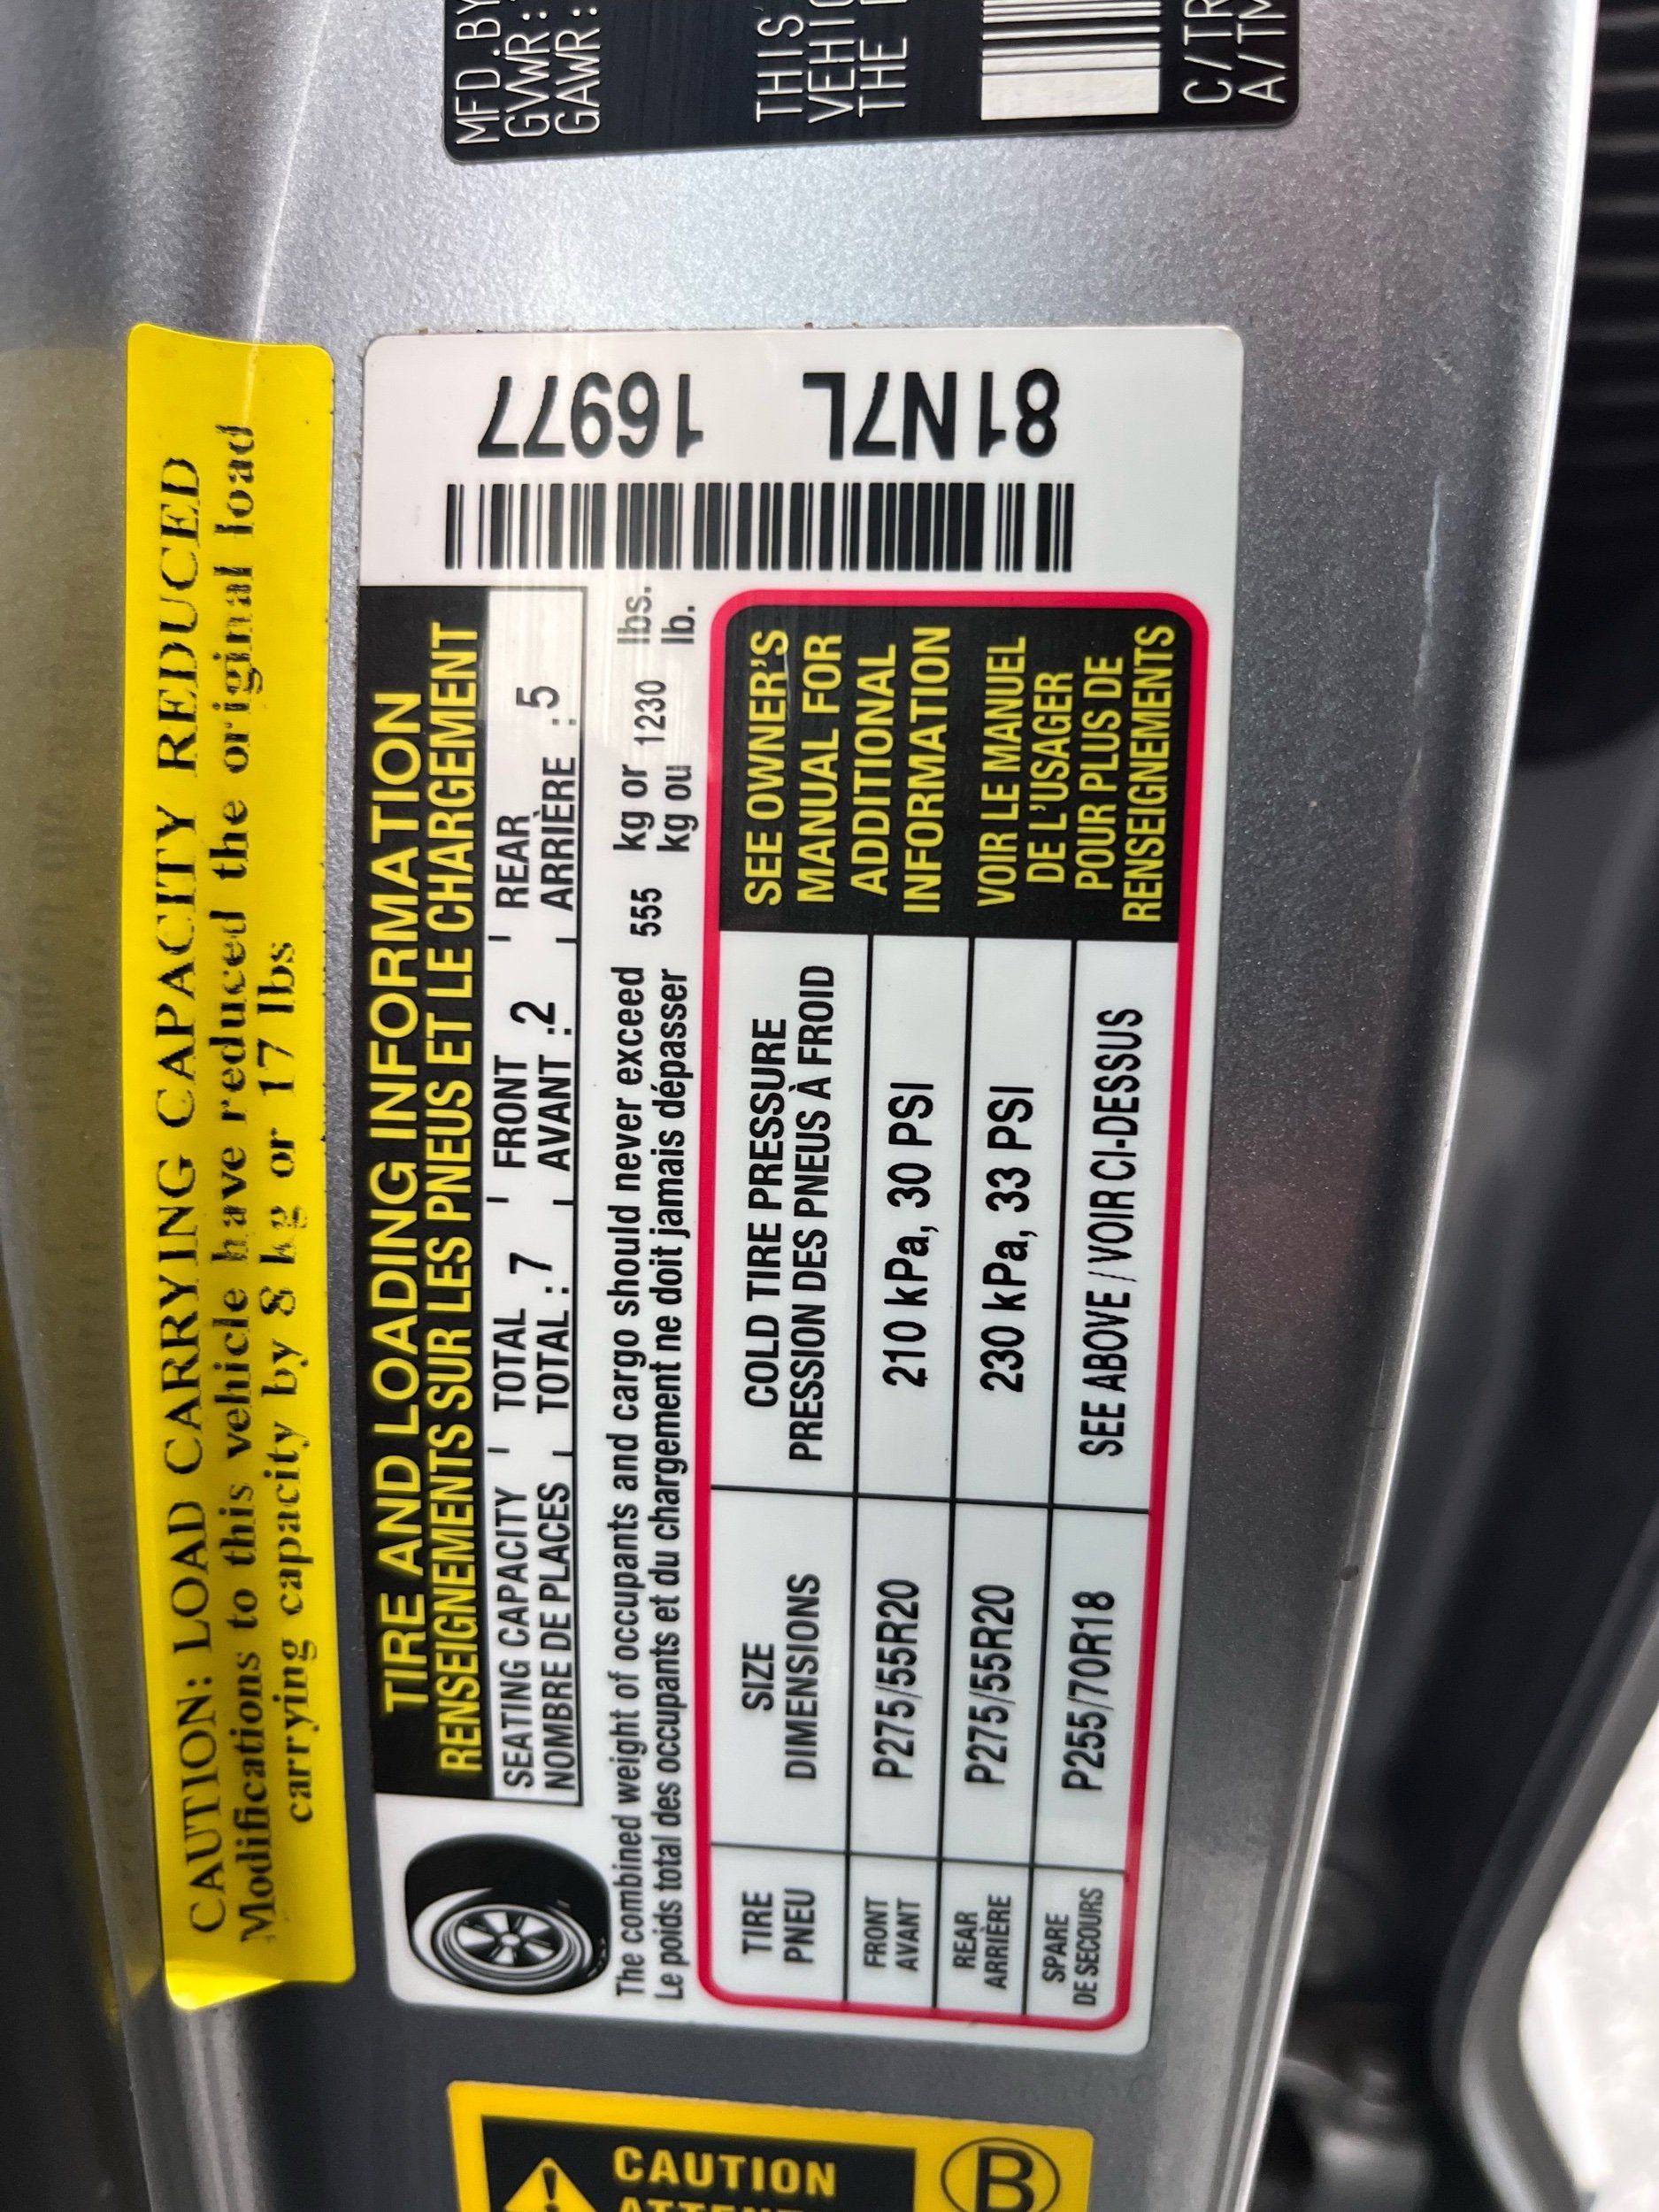 CAUTION: LOAD CARRYING CAPACITY REDUCED
Modifications to this vehicle have reduced the original load
carrying capacity by 8 kg or 17 lbs
TIRE AND LOADING INFORMATION
RENSEIGNEMENTS SUR LES PNEUS ET LE CHARGEMENT
SEATING CAPACITY TOTAL FRONT REAR
NOMBRE DE PLACES TOTAL : 7 AVANT : 2 ARRIÈRE : 5
The combined weight of occupants and cargo should never exceed 555 kg or 1230 lbs.
Le poids total des occupants et du chargement ne doit jamais dépasser kg ou lb.
TIRE SIZE COLD TIRE PRESSURE
PNEU DIMENSIONS PRESSION DES PNEUS À FROID
FRONT
AVANT
P275/55R20 210 kPa, 30 PSI
REAR
ARRIÈRE
P275/55R20 230 kPa, 33 PSI
SPARE
DE SECOURS
P255/70R18 SEE ABOVE / VOIR CI-DESSUS
SEE OWNER'S
MANUAL FOR
ADDITIONAL
INFORMATION
VOIR LE MANUEL
DE L'USAGER
POUR PLUS DE
RENSEIGNEMENTS
81N7L 16977
MFD.BY
GVWR:
GAWR:
THIS
VEHIC
THE
C/TR
A/TM
CAUTION
B